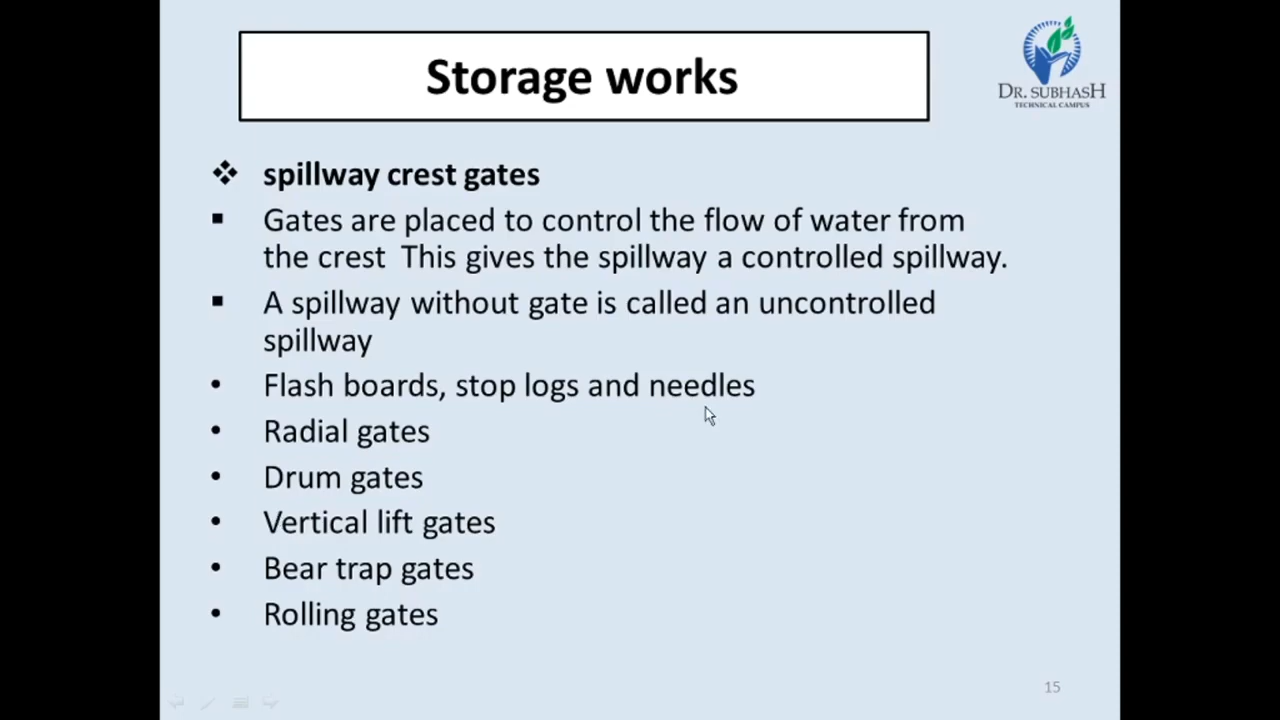 Storage works
DR. SUBHASH
TECHNICAL CAMPUS
❖ spillway crest gates
▪ Gates are placed to control the flow of water from
the crest This gives the spillway a controlled spillway.
▪ A spillway without gate is called an uncontrolled
spillway
• Flash boards, stop logs and needles
• Radial gates
• Drum gates
• Vertical lift gates
• Bear trap gates
• Rolling gates
15